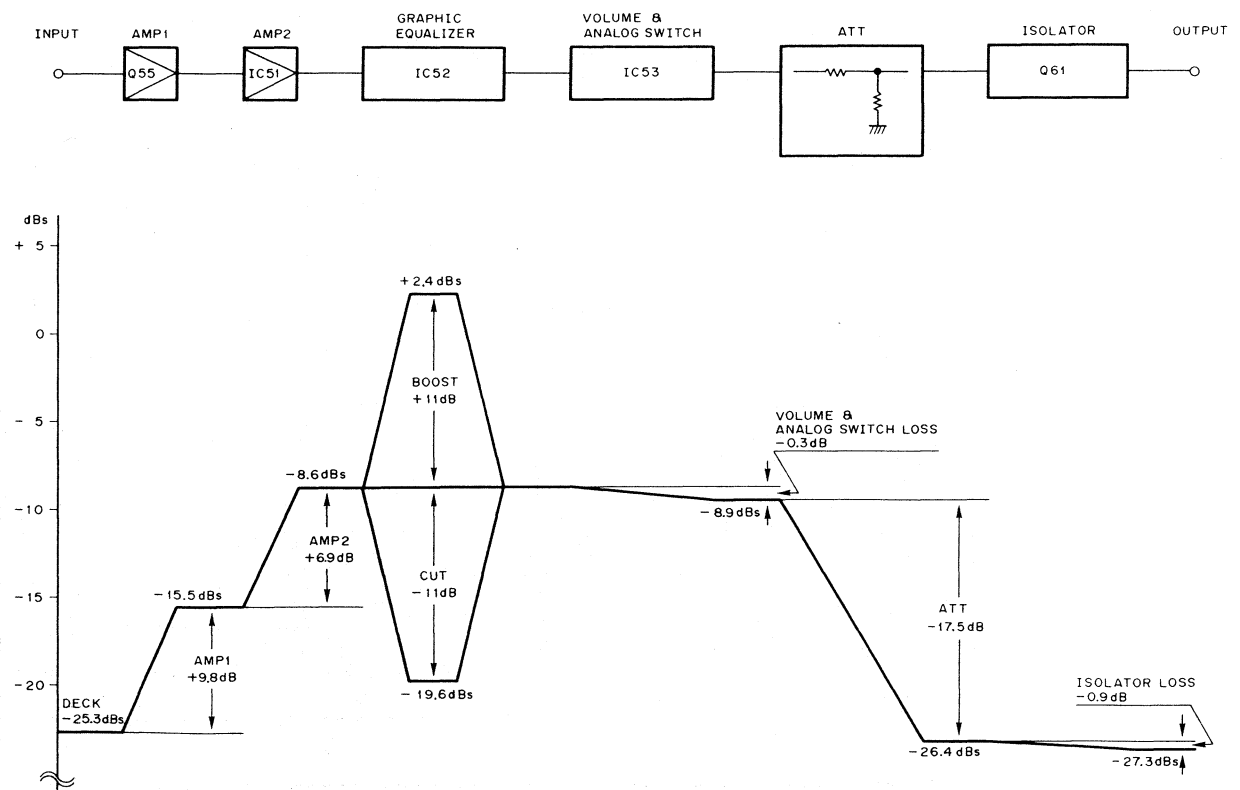 INPUT
AMP1
AMP2
GRAPHIC
EQUALIZER
VOLUME &
ANALOG SWITCH
ATT
ISOLATOR
OUTPUT
Q55
IC51
IC52
IC53
Q61
dBs
+ 5
0
- 5
-10
-15
-20
+2.4dBs
BOOST
+11dB
VOLUME &
ANALOG SWITCH LOSS
-0.3dB
-8.6dBs
-8.9dBs
AMP2
+6.9dB
CUT
-11dB
-15.5dBs
ATT
-17.5dB
AMP1
+9.8dB
-19.6dBs
DECK
-25.3dBs
ISOLATOR LOSS
-0.9dB
-26.4dBs
-27.3dBs